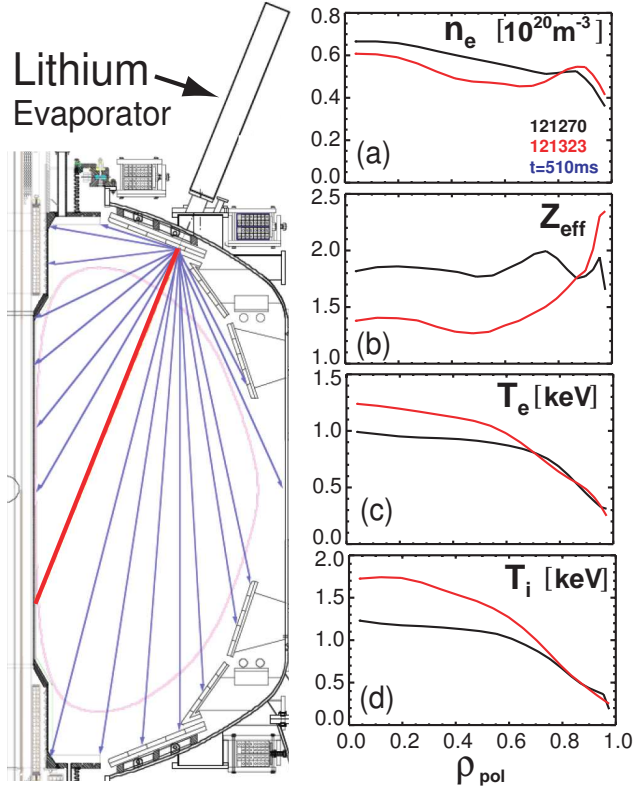 Lithium
Evaporator
n_e [10^20 m^-3]
0.8
0.6
0.4
0.2
0.0
(a)
121270
121323
t=510ms
Z_eff
2.5
2.0
1.5
1.0
(b)
T_e [keV]
1.5
1.0
0.5
0.0
(c)
T_i [keV]
2.0
1.5
1.0
0.5
0.0
(d)
0.0 0.2 0.4 0.6 0.8 1.0
ρ_pol